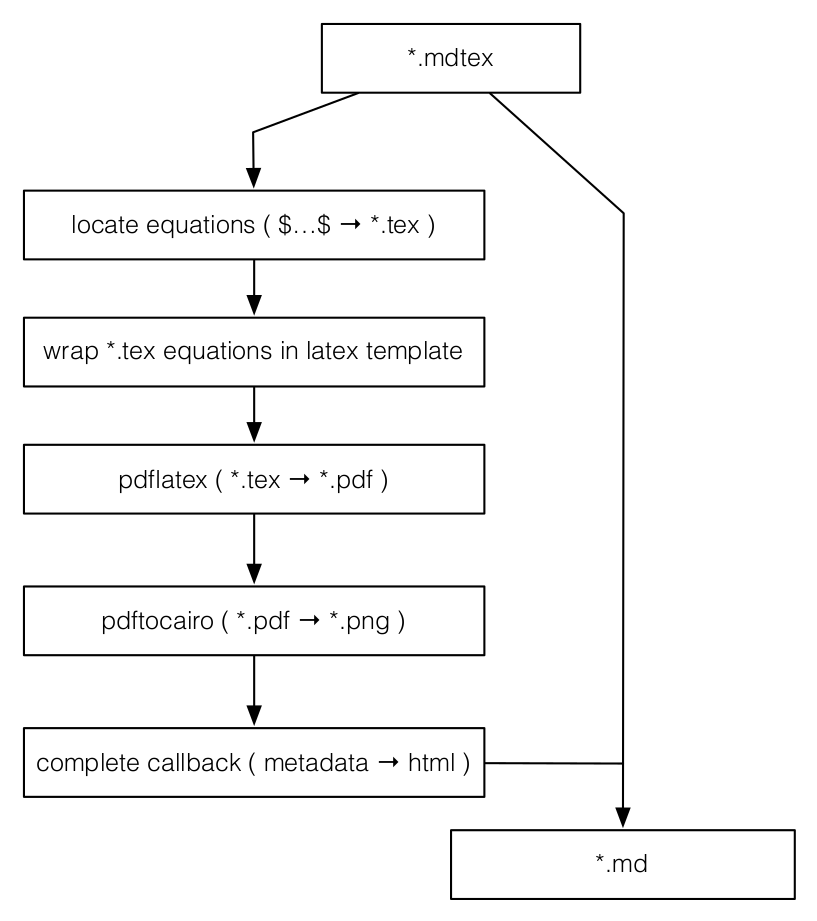 *.mdtex
locate equations ( $...$ → *.tex )
wrap *.tex equations in latex template
pdflatex ( *.tex → *.pdf )
pdftocairo ( *.pdf → *.png )
complete callback ( metadata → html )
*.md